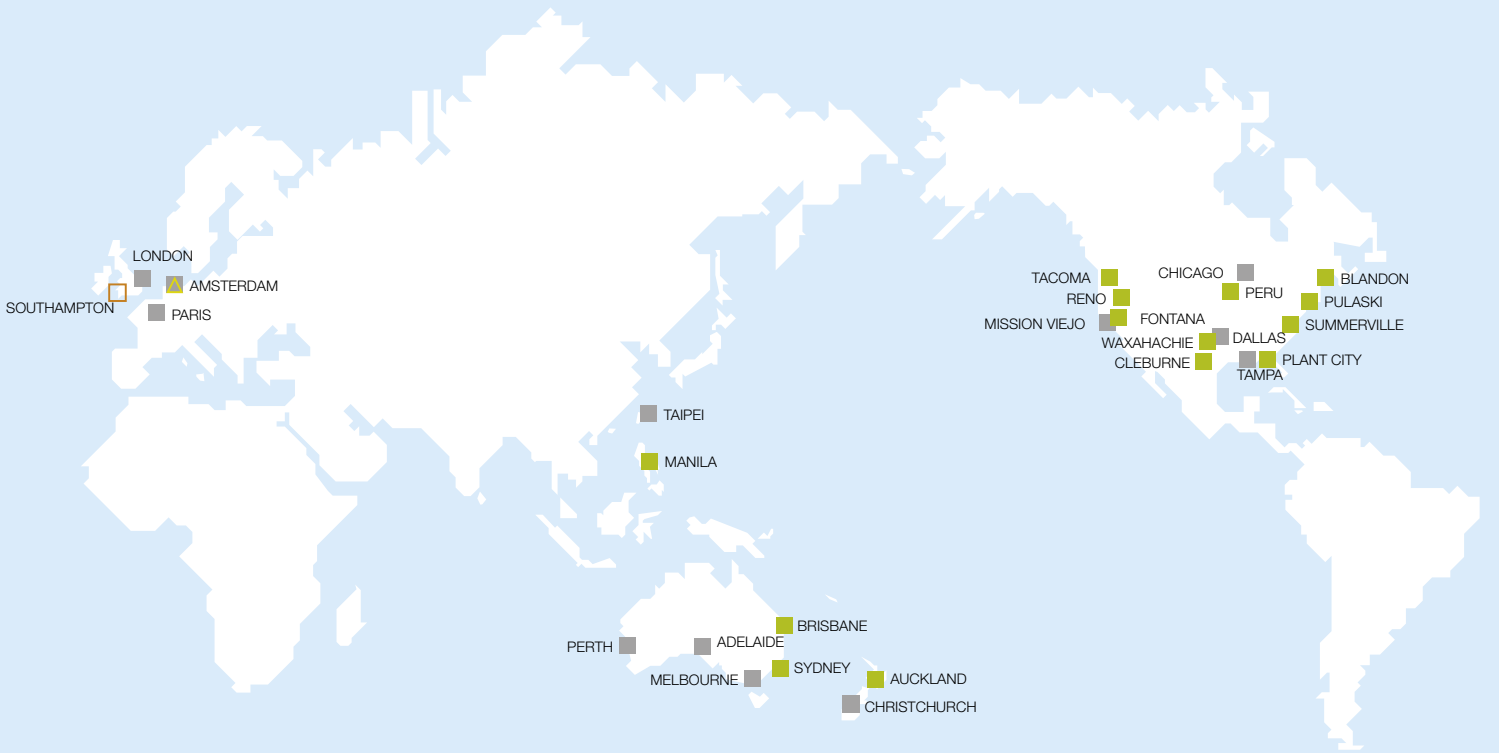 LONDON
AMSTERDAM
SOUTHAMPTON
PARIS
TACOMA
CHICAGO
BLANDON
RENO
PERU
PULASKI
MISSION VIEJO
FONTANA
SUMMERVILLE
WAXAHACHIE
DALLAS
CLEBURNE
PLANT CITY
TAMPA
TAIPEI
MANILA
BRISBANE
PERTH
ADELAIDE
SYDNEY
MELBOURNE
AUCKLAND
CHRISTCHURCH